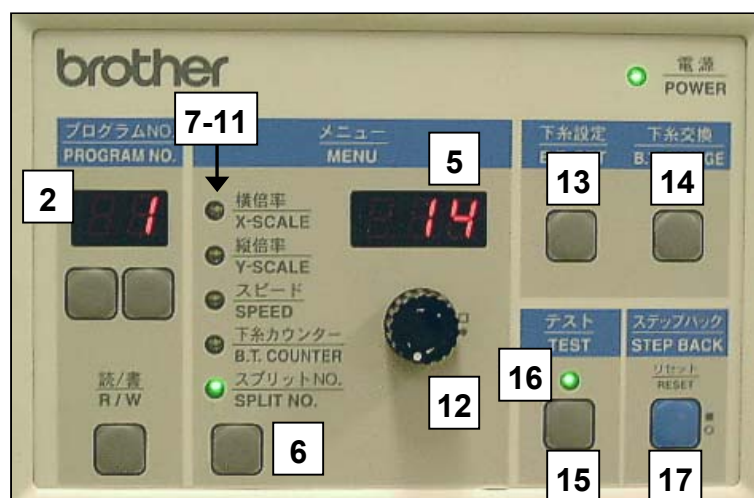 brother
電源
POWER
プログラムNO.
PROGRAM NO.
7-11
メニュー
MENU
下糸設定
下糸交換
2
1
5
14
13
14
横倍率
X-SCALE
縦倍率
Y-SCALE
スピード
SPEED
下糸カウンター
B.T. COUNTER
スプリットNO.
SPLIT NO.
12
読/書
R/W
6
テスト
TEST
16
15
ステップバック
STEP BACK
リセット
RESET
17